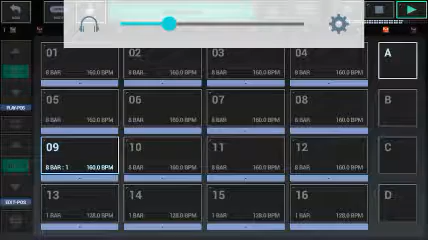 01 02 03 04 A
8 BAR 160.0 BPM 8 BAR 160.0 BPM 8 BAR 160.0 BPM 8 BAR 160.0 BPM
05 06 07 08 B
8 BAR 160.0 BPM 8 BAR 160.0 BPM 8 BAR 160.0 BPM 8 BAR 160.0 BPM
PLAY-POS
09 10 11 12 C
8 BAR : 1 160.0 BPM 8 BAR 160.0 BPM 8 BAR 160.0 BPM 8 BAR 160.0 BPM
13 14 15 16 D
EDIT-POS
1 BAR 128.0 BPM 1 BAR 128.0 BPM 1 BAR 128.0 BPM 1 BAR 128.0 BPM